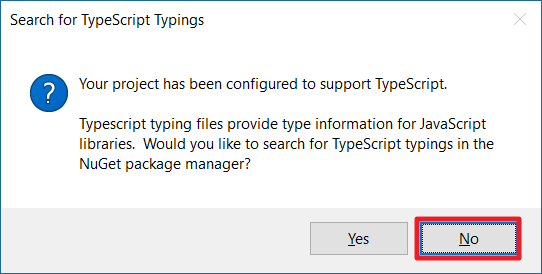 Search for TypeScript Typings
Your project has been configured to support TypeScript.
Typescript typing files provide type information for JavaScript
libraries.  Would you like to search for TypeScript typings in the
NuGet package manager?
Yes
No